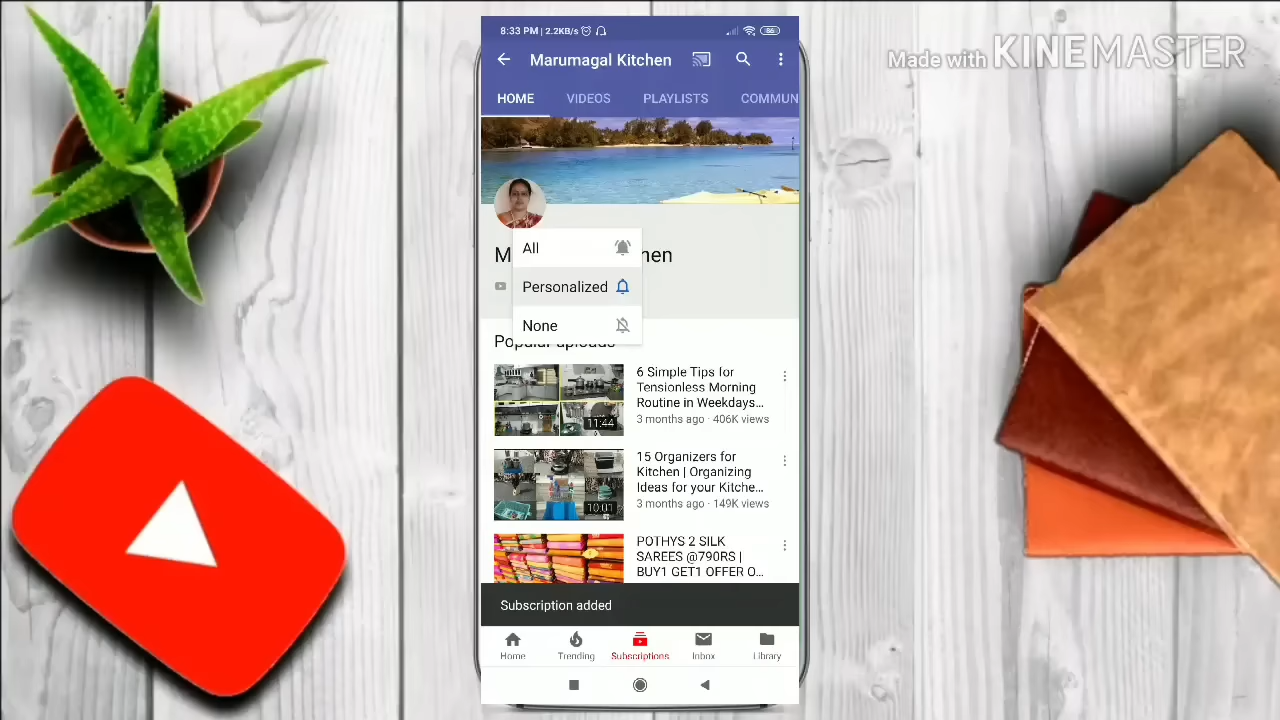 8:33 PM | 2.2KB/s
86
Made with KINEMASTER
Marumagal Kitchen
HOME VIDEOS PLAYLISTS COMMUN
All
M hen
Personalized
None
Popular uploads
6 Simple Tips for
Tensionless Morning
Routine in Weekdays...
3 months ago · 406K views
11:44
15 Organizers for
Kitchen | Organizing
Ideas for your Kitche...
3 months ago · 149K views
10:01
POTHYS 2 SILK
SAREES @790RS |
BUY1 GET1 OFFER O...
Subscription added
Home Trending Subscriptions Inbox Library